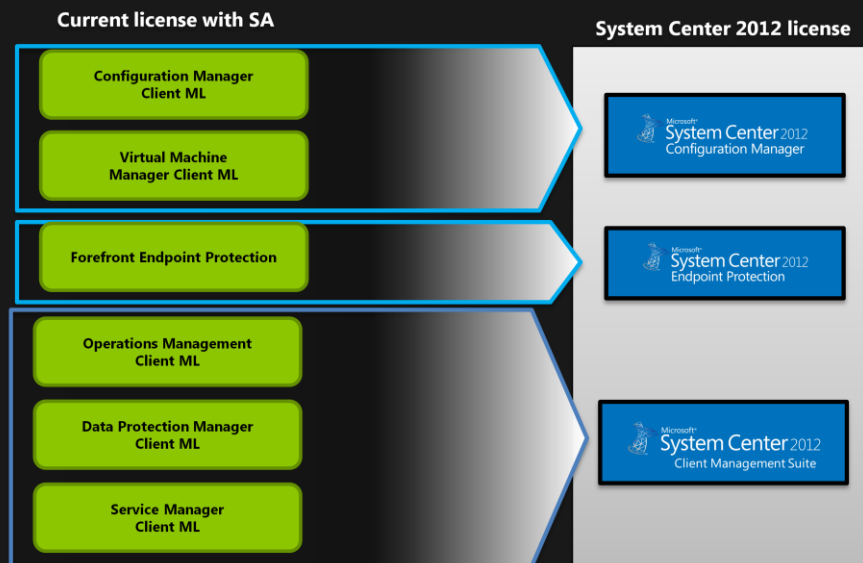 Current license with SA
System Center 2012 license
Configuration Manager
Client ML
Virtual Machine
Manager Client ML
Microsoft®
System Center 2012
Configuration Manager
Forefront Endpoint Protection
Microsoft®
System Center 2012
Endpoint Protection
Operations Management
Client ML
Data Protection Manager
Client ML
Service Manager
Client ML
Microsoft®
System Center 2012
Client Management Suite